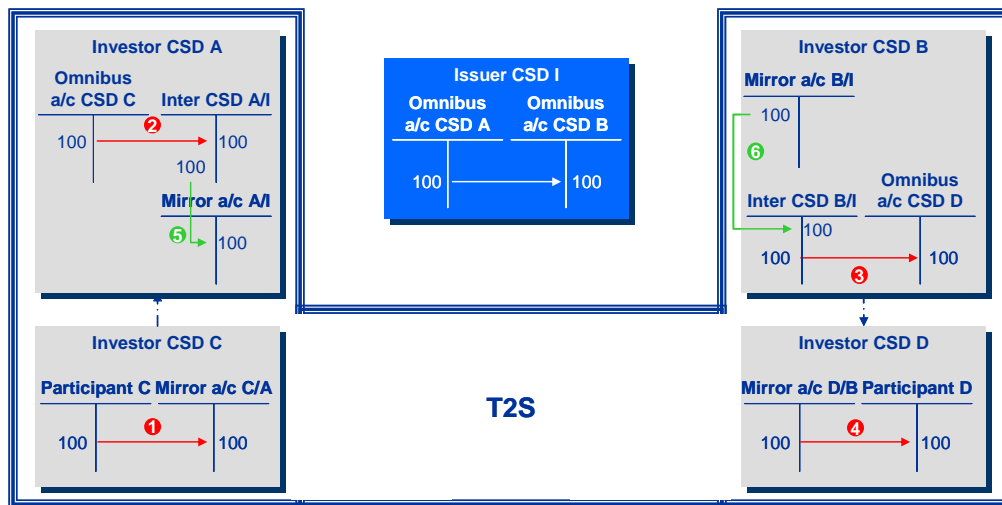 Investor CSD A
Omnibus
a/c CSD C
Inter CSD A/I
100
2
100
100
Mirror a/c A/I
5
100
Issuer CSD I
Omnibus
a/c CSD A
Omnibus
a/c CSD B
100
100
Investor CSD B
Mirror a/c B/I
100
6
Inter CSD B/I
Omnibus
a/c CSD D
100
100
3
100
Investor CSD C
Participant C
Mirror a/c C/A
100
1
100
T2S
Investor CSD D
Mirror a/c D/B
Participant D
100
4
100